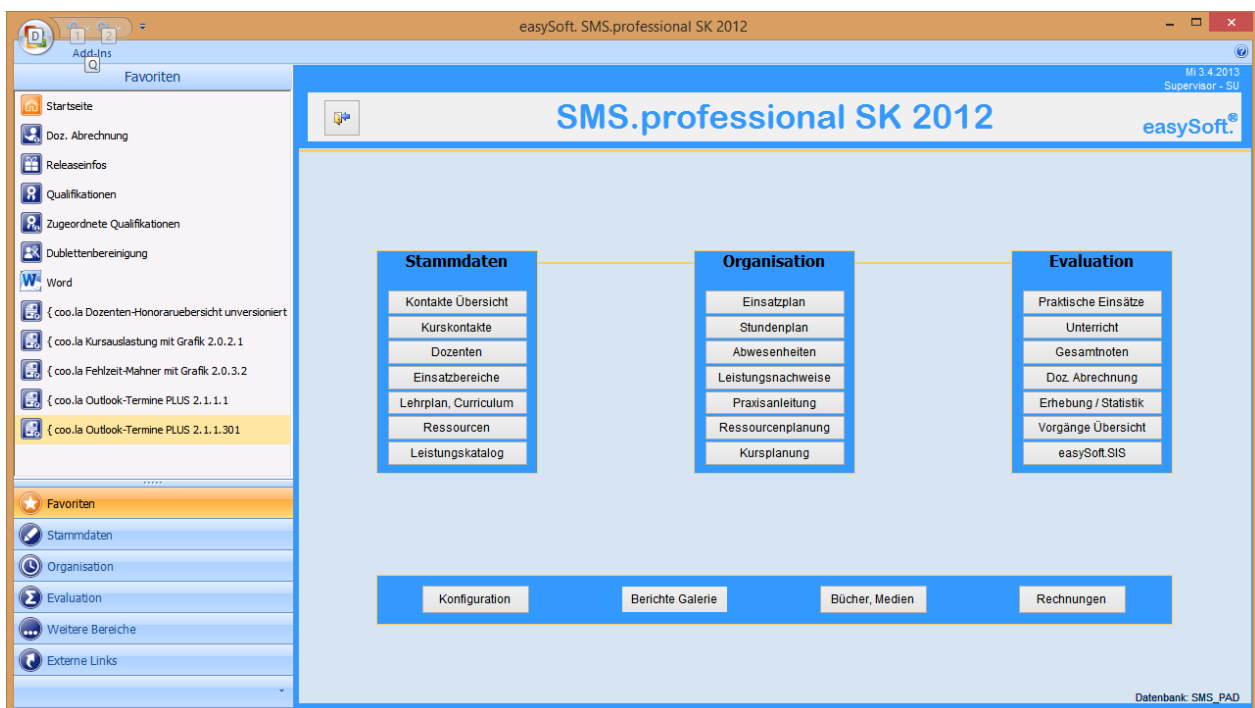 easySoft. SMS.professional SK 2012
D
1 2
Add-Ins
Q
Favoriten
Startseite
Doz. Abrechnung
Releaseinfos
Qualifikationen
Zugeordnete Qualifikationen
Dublettenbereinigung
Word
{ coo.la Dozenten-Honoraruebersicht unversioniert
{ coo.la Kursauslastung mit Grafik 2.0.2.1
{ coo.la Fehlzeit-Mahner mit Grafik 2.0.3.2
{ coo.la Outlook-Termine PLUS 2.1.1.1
{ coo.la Outlook-Termine PLUS 2.1.1.301
Favoriten
Stammdaten
Organisation
Evaluation
Weitere Bereiche
Externe Links
Mi 3.4.2013
Supervisor - SU
SMS.professional SK 2012
easySoft.®
Stammdaten
Kontakte Übersicht
Kurskontakte
Dozenten
Einsatzbereiche
Lehrplan, Curriculum
Ressourcen
Leistungskatalog
Organisation
Einsatzplan
Stundenplan
Abwesenheiten
Leistungsnachweise
Praxisanleitung
Ressourcenplanung
Kursplanung
Evaluation
Praktische Einsätze
Unterricht
Gesamtnoten
Doz. Abrechnung
Erhebung / Statistik
Vorgänge Übersicht
easySoft.SIS
Konfiguration
Berichte Galerie
Bücher, Medien
Rechnungen
Datenbank: SMS_PAD